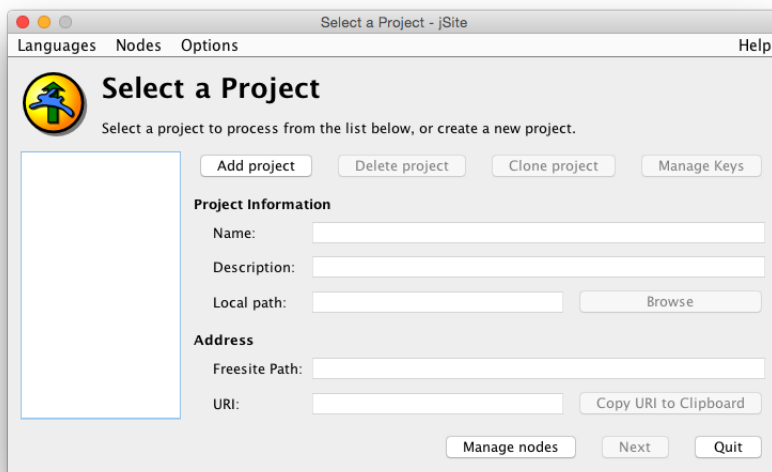 Select a Project - jSite
Languages Nodes Options Help
Select a Project
Select a project to process from the list below, or create a new project.
Add project Delete project Clone project Manage Keys
Project Information
Name:
Description:
Local path: Browse
Address
Freesite Path:
URI: Copy URI to Clipboard
Manage nodes Next Quit